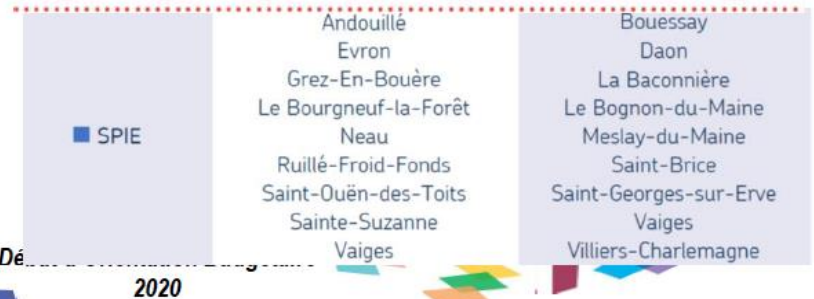 Andouillé
Evron
Grez-En-Bouère
Le Bourgneuf-la-Forêt
Neau
Ruillé-Froid-Fonds
Saint-Ouën-des-Toits
Sainte-Suzanne
Vaiges
SPIE
Bouessay
Daon
La Baconnière
Le Bognon-du-Maine
Meslay-du-Maine
Saint-Brice
Saint-Georges-sur-Erve
Vaiges
Villiers-Charlemagne
2020